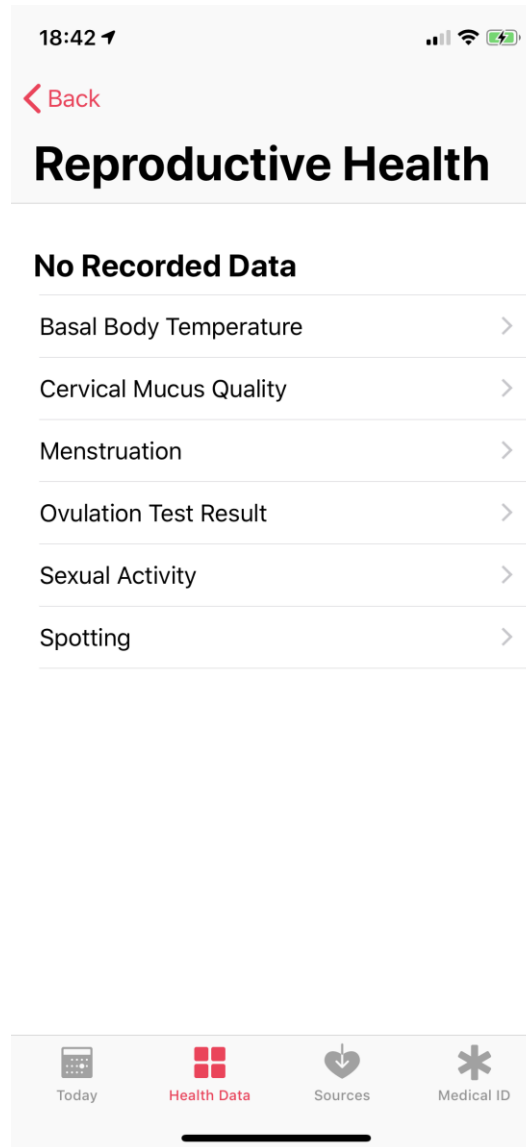 18:42
Back
Reproductive Health
No Recorded Data
Basal Body Temperature
Cervical Mucus Quality
Menstruation
Ovulation Test Result
Sexual Activity
Spotting
Today Health Data Sources Medical ID